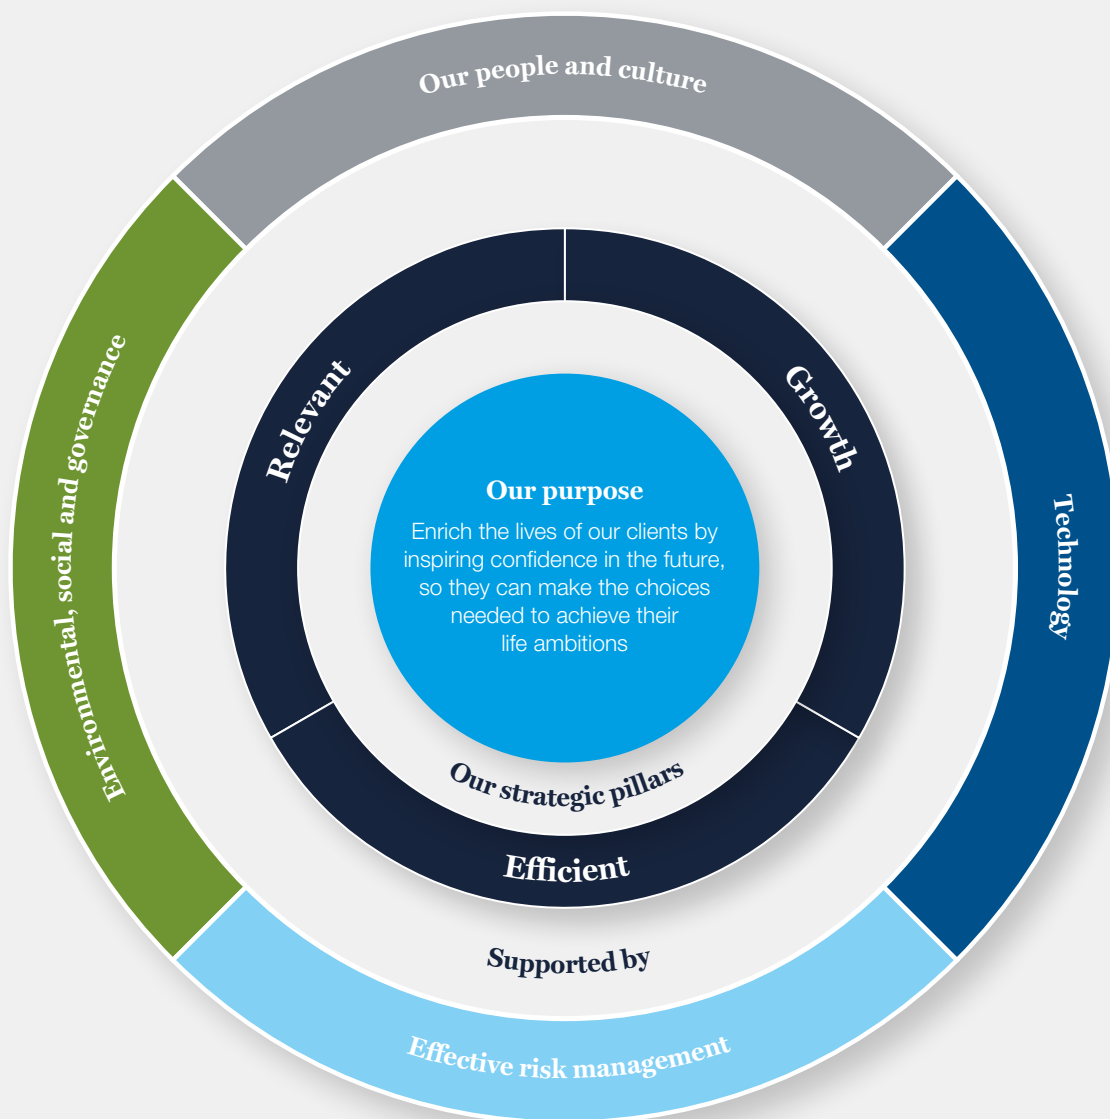 Our people and culture
Relevant
Growth
Our purpose
Enrich the lives of our clients by
inspiring confidence in the future,
so they can make the choices
needed to achieve their
life ambitions
Environmental, social and governance
Technology
Our strategic pillars
Efficient
Supported by
Effective risk management